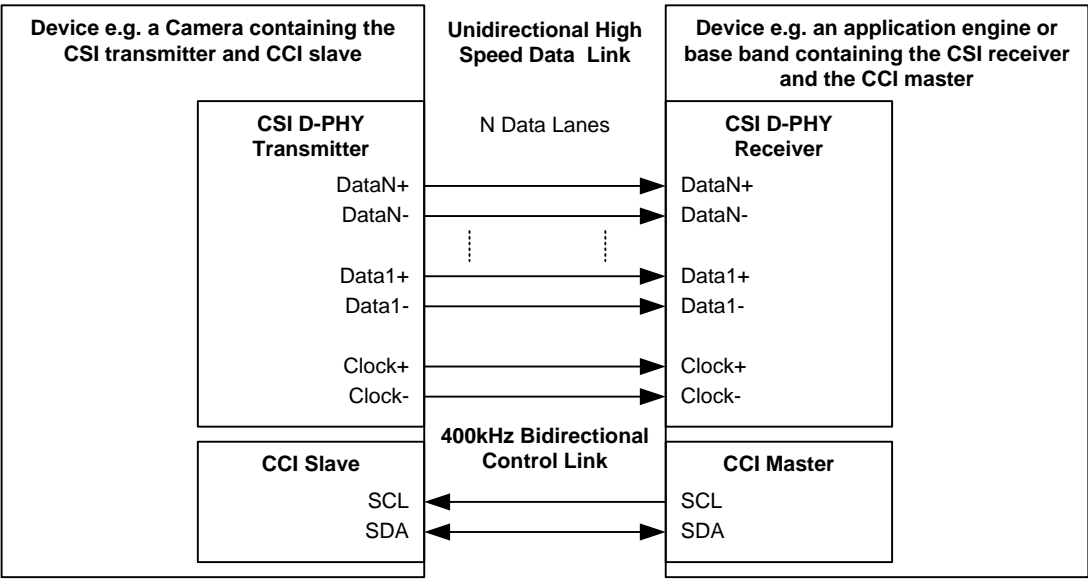 Device e.g. a Camera containing the
CSI transmitter and CCI slave
Unidirectional High
Speed Data Link
Device e.g. an application engine or
base band containing the CSI receiver
and the CCI master
CSI D-PHY
Transmitter
N Data Lanes
CSI D-PHY
Receiver
DataN+
DataN+
DataN-
DataN-
Data1+
Data1+
Data1-
Data1-
Clock+
Clock+
Clock-
Clock-
400kHz Bidirectional
Control Link
CCI Slave
CCI Master
SCL
SCL
SDA
SDA